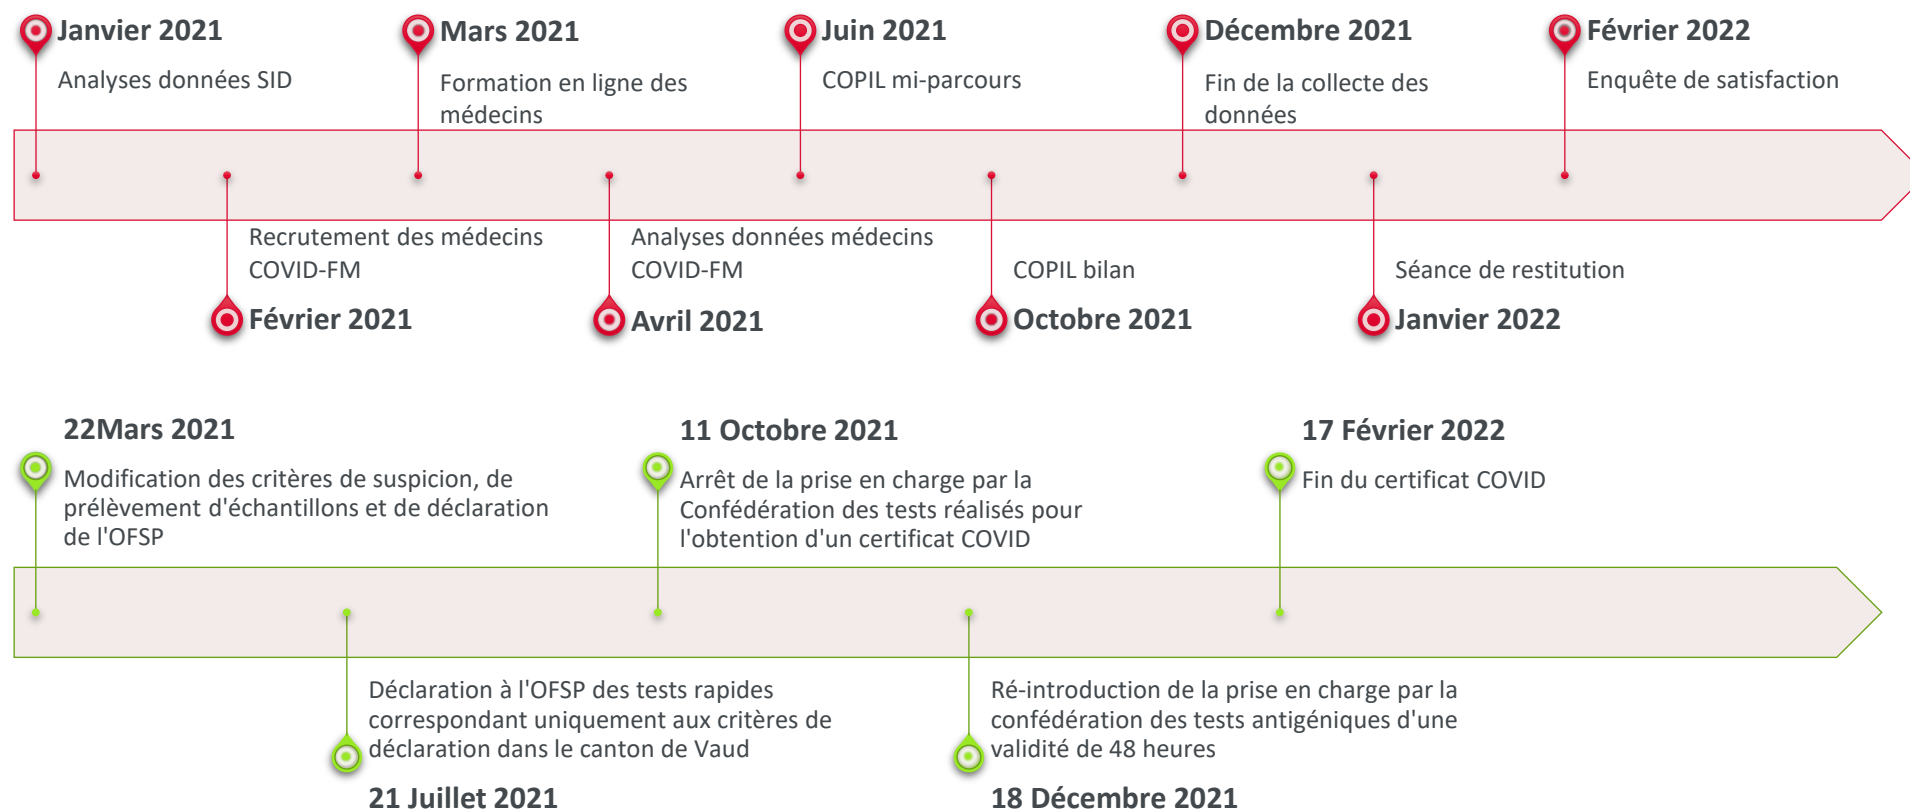 Janvier 2021
Analyses données SID
Mars 2021
Formation en ligne des
médecins
Juin 2021
COPIL mi-parcours
Décembre 2021
Fin de la collecte des
données
Février 2022
Enquête de satisfaction
Recrutement des médecins
COVID-FM
Février 2021
Analyses données médecins
COVID-FM
Avril 2021
COPIL bilan
Octobre 2021
Séance de restitution
Janvier 2022
22Mars 2021
Modification des critères de suspicion, de
prélèvement d'échantillons et de déclaration
de l'OFSP
11 Octobre 2021
Arrêt de la prise en charge par la
Confédération des tests réalisés pour
l'obtention d'un certificat COVID
17 Février 2022
Fin du certificat COVID
Déclaration à l'OFSP des tests rapides
correspondant uniquement aux critères de
déclaration dans le canton de Vaud
21 Juillet 2021
Ré-introduction de la prise en charge par la
confédération des tests antigéniques d'une
validité de 48 heures
18 Décembre 2021